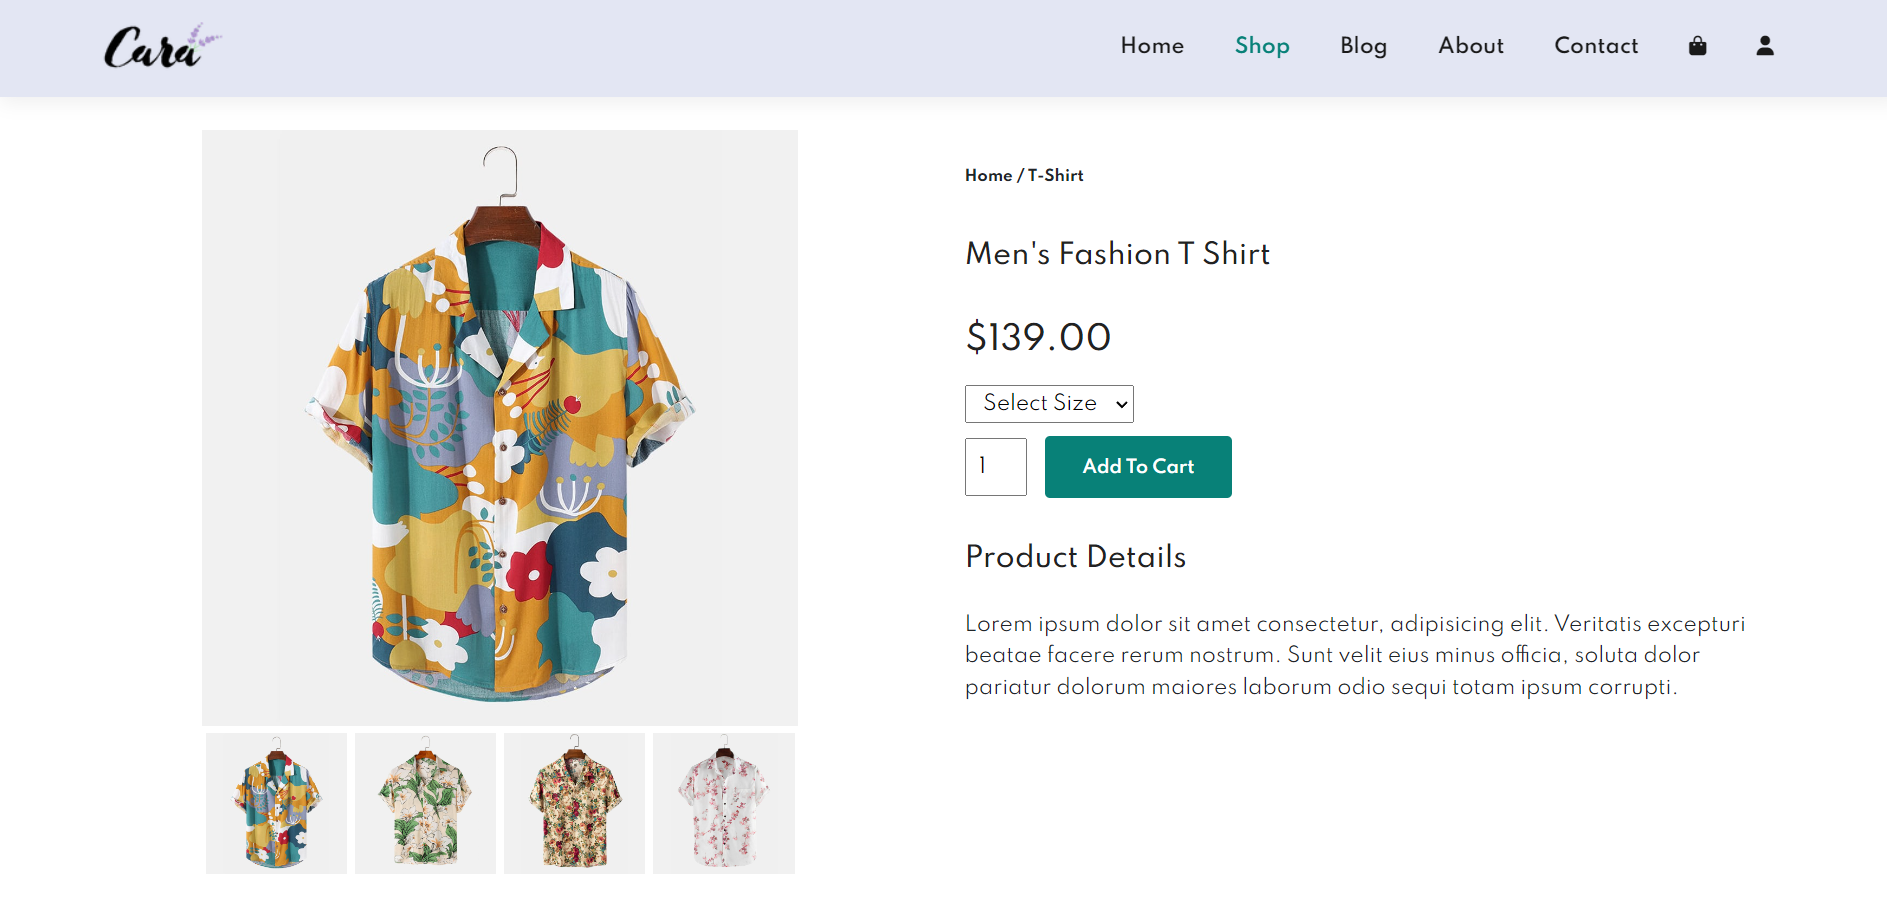 Cara
Home Shop Blog About Contact
Home / T-Shirt
Men's Fashion T Shirt
$139.00
Select Size
1
Add To Cart
Product Details
Lorem ipsum dolor sit amet consectetur, adipisicing elit. Veritatis excepturi
beatae facere rerum nostrum. Sunt velit eius minus officia, soluta dolor
pariatur dolorum maiores laborum odio sequi totam ipsum corrupti.